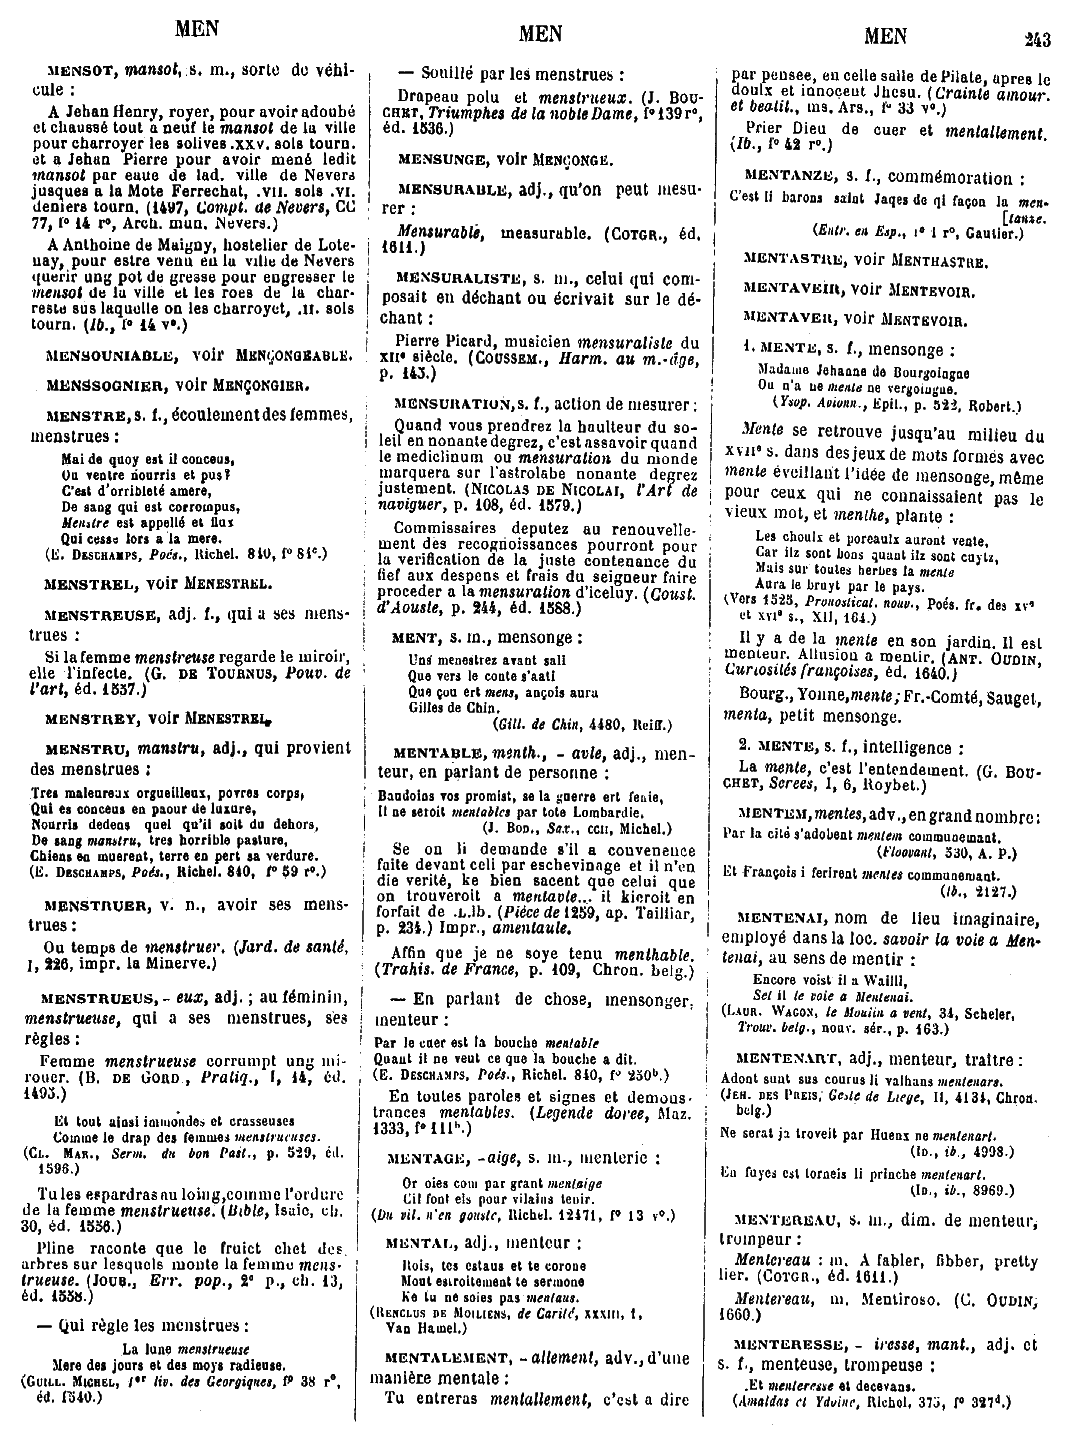 MEN
MENSOT, mansot, s. m., sorte de véhi-
cule :
A Jehan Henry, royer, pour avoir adoubé
et chaussé tout a neuf le mansot de la ville
pour charroyer les solives .XXV. sols tourn.
et a Jehan Pierre pour avoir mené ledit
mansot par eaue de lad. ville de Nevers
jusques a la Mote Ferrechat, .VII. sols .VI.
deniers tourn. (1497, Compt. de Nevers, CC
77, f° 14 r°, Arch. mun. Nevers.)
A Anthoine de Maigny, hostelier de Lote-
nay, pour estre venu en la ville de Nevers
querir ung pot de gresse pour engresser le
mensot de la ville et les roes de la char-
reste sus laquelle on les charroyet, .II. sols
tourn. (Ib., f° 14 v°.)
MENSOUNIABLE, voir MENÇONGEABLE.
MENSSOGNIER, voir MENÇONGIER.
MENSTRE, s. f., écoulement des femmes,
menstrues :
Mai de quoy est il conceus,
Ou ventre nourris et pus?
C'est d'orribleté amere,
De sang qui est corrompus,
Menstre est appellé et flux
Qui cesse lors a la mere.
(E. DESCHAMPS, Poés., Richel. 840, f° 81c.)
MENSTREL, voir MENESTREL.
MENSTREUSE, adj. f., qui a ses mens-
trues :
Si la femme menstreuse regarde le miroir,
elle l'infecte. (G. DE TOURNUS, Pouv. de
l'art, éd. 1537.)
MENSTREY, voir MENESTREL.
MENSTRU, manstru, adj., qui provient
des menstrues :
Tres maleureux orgueilleux, povres corps,
Qui es conceus en paour de luxure,
Nourris dedens quel qu'il soit du dehors,
De sang manstru, tres horrible pasture,
Chiens en muerent, terre en pert sa verdure.
(E. DESCHAMPS, Poés., Richel. 840, f° 59 r°.)
MENSTRUER, v. n., avoir ses mens-
trues :
Ou temps de menstruer. (Jard. de santé,
I, 226, impr. la Minerve.)
MENSTRUEUS, - eux, adj. ; au féminin,
menstrueuse, qui a ses menstrues, ses
règles :
Femme menstrueuse corrumpt ung mi-
rouer. (B. DE GORD., Pratiq., I, 14, éd.
1495.)
Et tout ainsi immondes et crasseuses
Comme le drap des femmes menstrueuses.
(CL. MAR., Serm. du bon Past., p. 529, éd.
1596.)
Tu les espardras au loing, comme l'ordure
de la femme menstrueuse. (Bible, Isaie, ch.
30, éd. 1556.)
Pline raconte que le fruict chet des
arbres sur lesquels monte la femme mens-
trueuse. (JOUB., Err. pop., 2e p., ch. 13,
éd. 1558.)
— Qui règle les menstrues :
La lune menstrueuse
Mere des jours et des moys radieuse.
(GUILL. MICHEL, 1er liv. des Georgiques, f° 38 r°,
éd. 1540.)
MEN
— Souillé par les menstrues :
Drapeau polu et menstrueux. (J. BOU-
CHET, Triumphes de la noble Dame, f° 139 r°,
éd. 1536.)
MENSUNGE, voir MENÇONGE.
MENSURABLE, adj., qu'on peut mesu-
rer :
Mensurable, measurable. (COTGR., éd.
1611.)
MENSURALISTE, s. m., celui qui com-
posait en déchant ou écrivait sur le dé-
chant :
Pierre Picard, musicien mensuraliste du
XIIe siècle. (COUSSEM., Harm. au m.-âge,
p. 143.)
MENSURATION, s. f., action de mesurer :
Quand vous prendrez la haulteur du so-
leil en nonante degrez, c'est assavoir quand
le mediclinum ou mensuration du monde
marquera sur l'astrolabe nonante degrez
justement. (NICOLAS DE NICOLAI, l'Art de
naviguer, p. 108, éd. 1579.)
Commissaires deputez au renouvelle-
ment des recognoissances pourront pour
la verification de la juste contenance du
fief aux despens et frais du seigneur faire
proceder a la mensuration d'iceluy. (Coust.
d'Aouste, p. 244, éd. 1588.)
MENT, s. m., mensonge :
Uns menestrez avant sali
Que vers le conte s'aati
Que çou ert mens, ançois aura
Gilles de Chin.
(Gill. de Chin, 4480, Reiff.)
MENTABLE, menth., - avle, adj., men-
teur, en parlant de personne :
Baudoins vos promist, se la guerre ert fenie,
Il ne seroit mentables par tote Lombardie.
(J. BOD., Sax., CCII, Michel.)
Se on li demande s'il a convenence
faite devant celi par eschevinage et il n'en
die verité, ke bien sacent que celui que
on trouveroit a mentavle... il kieroit en
forfait de .L. lb. (Pièce de 1259, ap. Tailliar,
p. 234.) Impr., amentaule.
Affin que je ne soye tenu menthable.
(Trahis. de France, p. 109, Chron. belg.)
— En parlant de chose, mensonger,
menteur :
Par le cuer est la bouche mentable
Quant il ne veut ce que la bouche a dit.
(E. DESCHAMPS, Poés., Richel. 840, f° 250b.)
En toutes paroles et signes et demous-
trances mentables. (Legende doree, Maz.
1333, f° 111b.)
MENTAGE, -aige, s. m., menterie :
Or oies com par grant mentaige
Cil font els pour vilains tenir.
(Du vil. n'en gouste, Richel. 12471, f° 13 v°.)
MENTAL, adj., menteur :
Rois, tes estaus et te corone
Mout estroitement te sermone
Ke tu ne soies pas mentaus.
(RENCLUS DE MOILIENS, de Carité, XXXIII, 1,
Van Hamel.)
MENTALEMENT, - allement, adv., d'une
manière mentale :
Tu entreras mentallement, c'est a dire
MEN
243
par pensee, en celle salle de Pilate, apres le
doulx et innocent Jhesu. (Crainte amour.
et beatit., ms. Ars., f° 33 v°.)
Prier Dieu de cuer et mentallement.
(Ib., f° 42 r°.)
MENTANZE, s. f., commémoration :
C'est li barons saint Jaqes de qi façon la men-
[tanze.
(Entr. en Esp., f° 1 r°, Gautier.)
MENTASTRE, voir MENTHASTRE.
MENTAVEIR, voir MENTEVOIR.
MENTAVER, voir MENTEVOIR.
1. MENTE, s. f., mensonge :
Madame Jehanne de Bourgoingne
Ou n'a ne mente ne vergoingue.
(Ysop. Avionn., Epil., p. 522, Robert.)
Mente se retrouve jusqu'au milieu du
XVIIe s. dans des jeux de mots formés avec
mente éveillant l'idée de mensonge, même
pour ceux qui ne connaissaient pas le
vieux mot, et menthe, plante :
Les choulx et poreaulx auront vente,
Car ilz sont bons quant ilz sont cuytz,
Mais sur toutes herbes la mente
Aura le bruyt par le pays.
(Vers 1525, Pronosticat. nouv., Poés. fr. des XVe
et XVIe s., XII, 164.)
Il y a de la mente en son jardin. Il est
menteur. Allusion a mentir. (ANT. OUDIN,
Curiosités françoises, éd. 1640.)
Bourg., Yonne, mente; Fr.-Comté, Sauget,
menta, petit mensonge.
2. MENTE, s. f., intelligence :
La mente, c'est l'entendement. (G. BOU-
CHET, Serees, I, 6, Roybet.)
MENTEM, mentes, adv., en grand nombre :
Par la cité s'adobent mentem communemant.
(Floovant, 530, A. P.)
Et François i ferirent mentes communemant.
(Ib., 2127.)
MENTENAI, nom de lieu imaginaire,
employé dans la loc. savoir la voie a Men-
tenai, au sens de mentir :
Encore voist il a Wailli,
Set il le voie a Mentenai.
(LAUR. WAGON, le Moulin a vent, 34, Scheler,
Trouv. belg., nouv. sér., p. 163.)
MENTENART, adj., menteur, traître :
Adont sunt sus courus li valhans mentenars.
(JEH. DES PREIS, Geste de Liege, II, 4134, Chron.
belg.)
Ne serat ja troveit par Huens ne mentenart.
(ID., ib., 4998.)
En fuyes est torneis li prinche mentenart.
(ID., ib., 8969.)
MENTEREAU, s. m., dim. de menteur,
trompeur :
Mentereau : m. A fabler, fibber, pretty
lier. (COTGR., éd. 1611.)
Mentereau, m. Mentiroso. (C. OUDIN,
1660.)
MENTERESSE, - iresse, mant., adj. et
s. f., menteuse, trompeuse :
Et menteresse et decevans.
(Amaldas et Ydoine, Richel. 375, f° 327d.)